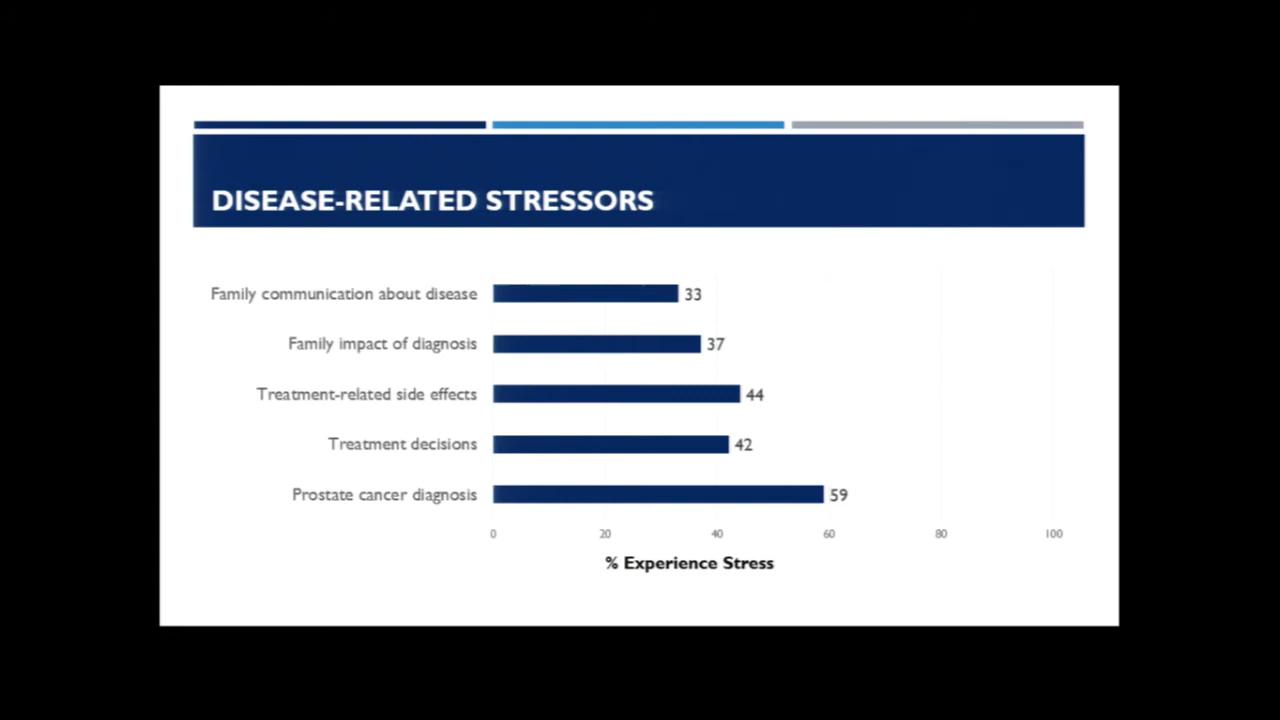 DISEASE-RELATED STRESSORS
Family communication about disease 33
Family impact of diagnosis 37
Treatment-related side effects 44
Treatment decisions 42
Prostate cancer diagnosis 59
0 20 40 60 80 100
% Experience Stress